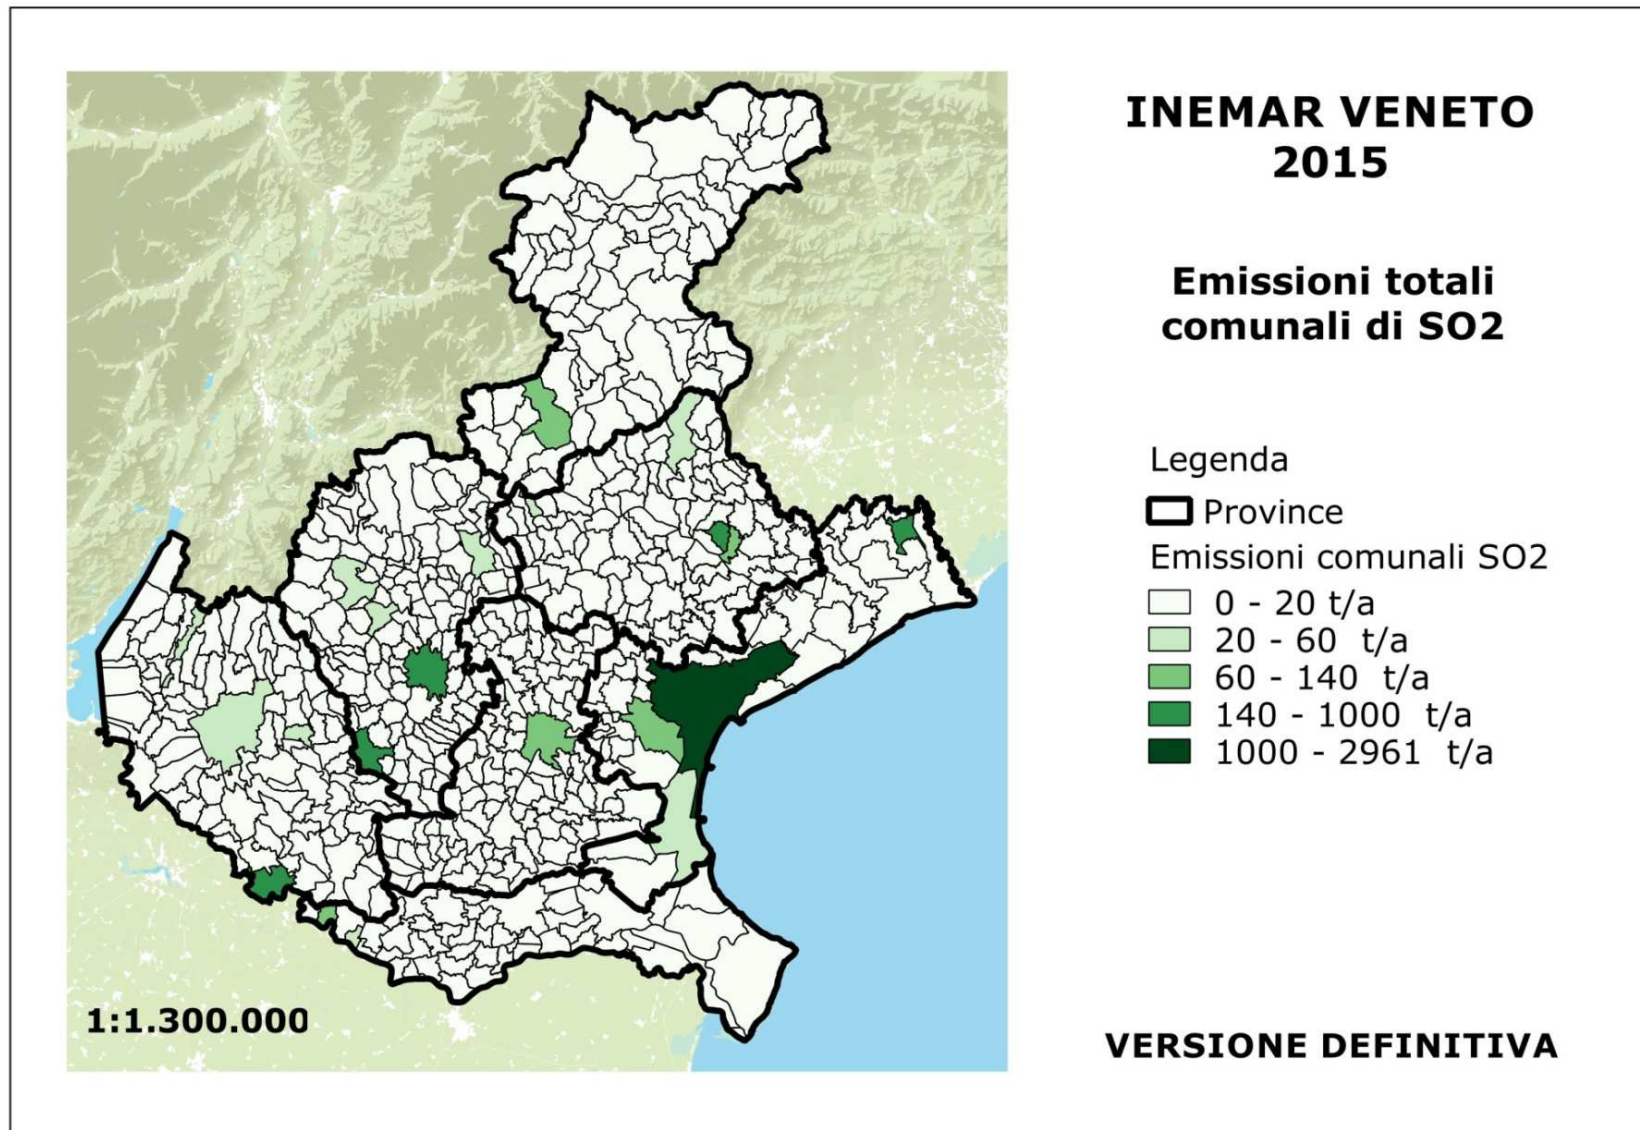 INEMAR VENETO
2015
Emissioni totali
comunali di SO2
Legenda
Province
Emissioni comunali SO2
0 - 20 t/a
20 - 60 t/a
60 - 140 t/a
140 - 1000 t/a
1000 - 2961 t/a
1:1.300.000
VERSIONE DEFINITIVA